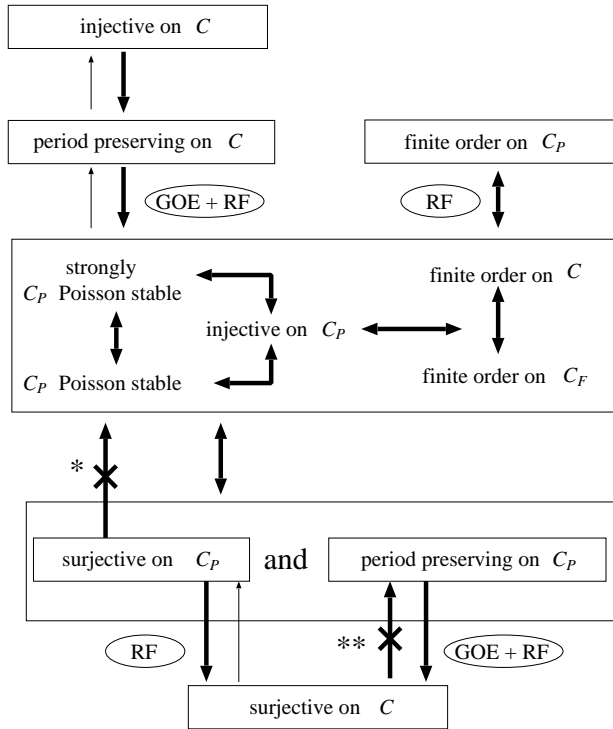 injective on C
period preserving on C
finite order on C_P
GOE + RF
RF
strongly
C_P Poisson stable
finite order on C
injective on C_P
C_P Poisson stable
finite order on C_F
*
surjective on C_P
and
period preserving on C_P
RF
**
GOE + RF
surjective on C